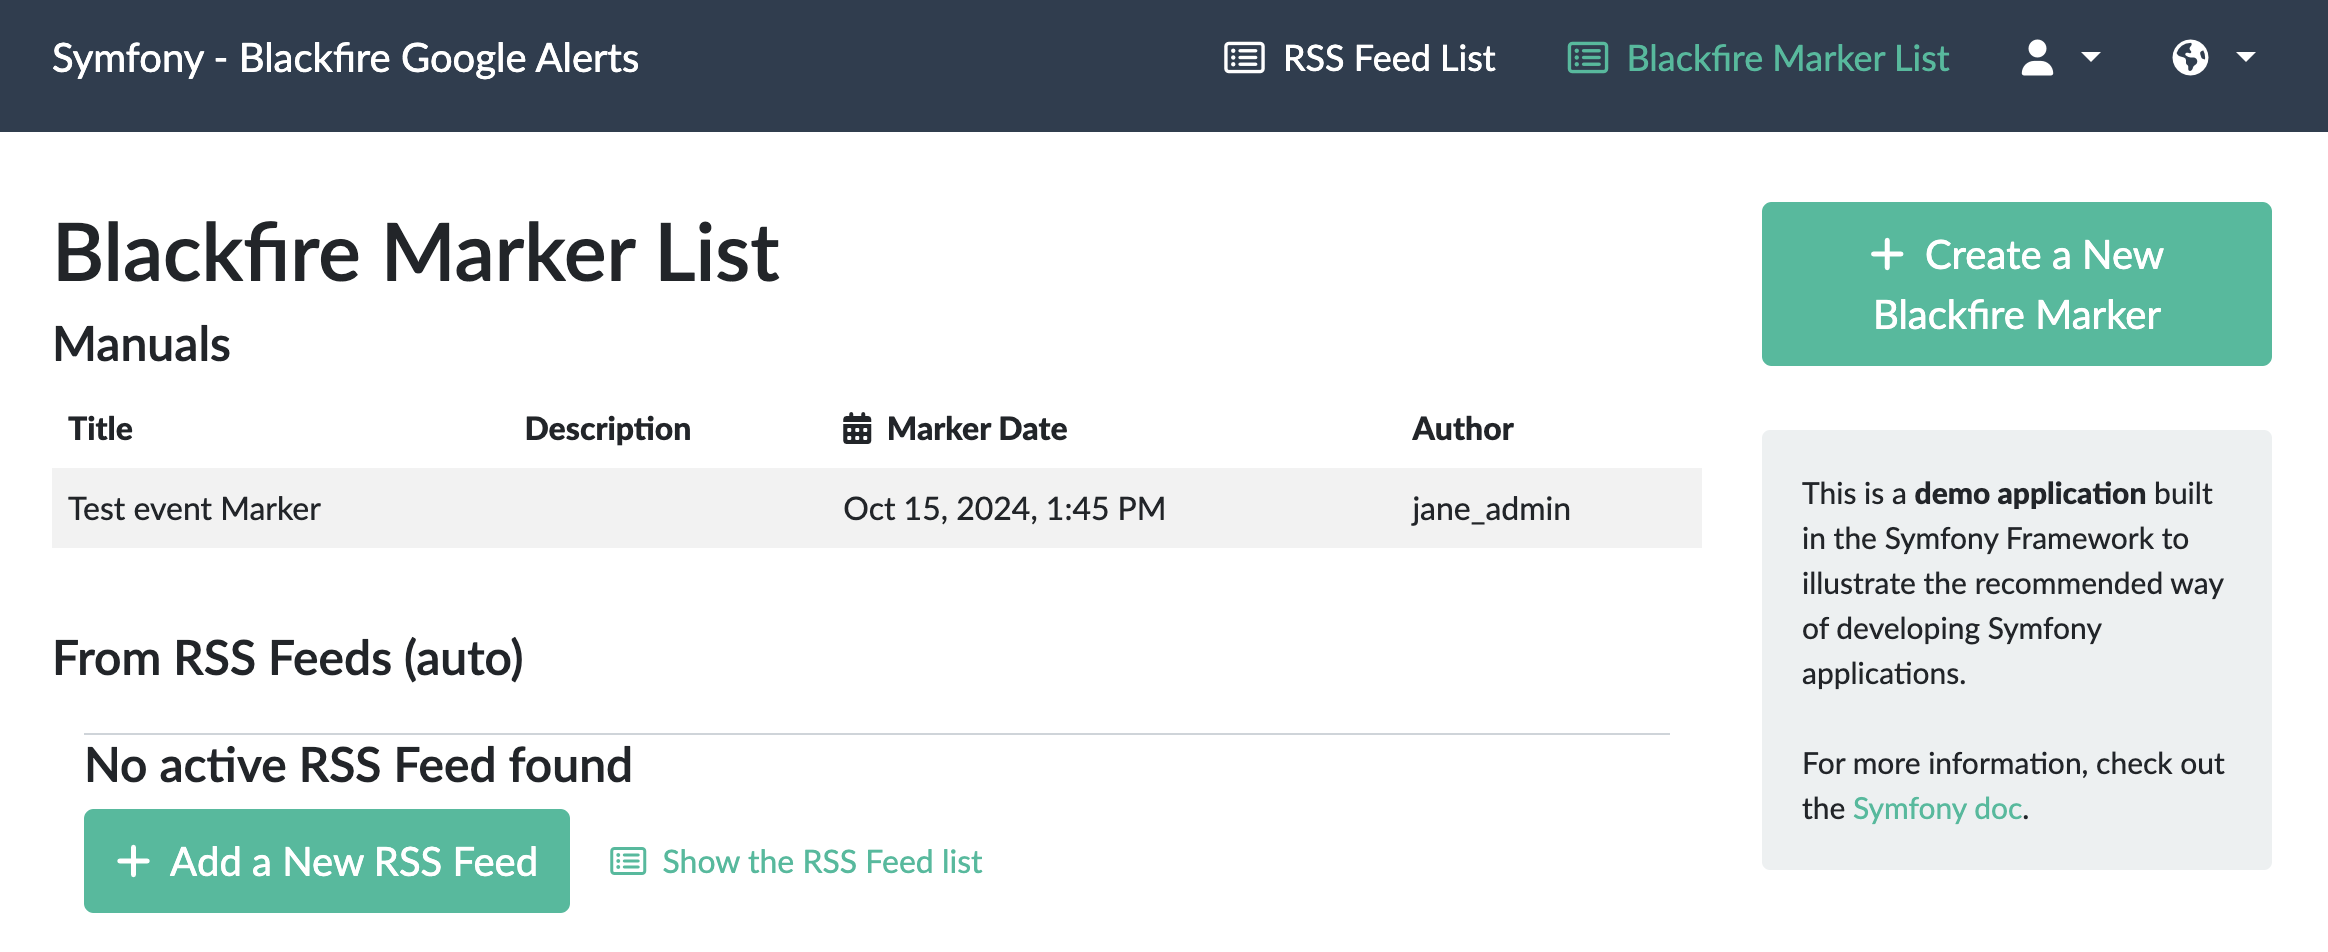 Symfony - Blackfire Google Alerts
RSS Feed List
Blackfire Marker List
Blackfire Marker List
Manuals
Title Description Marker Date Author
Test event Marker Oct 15, 2024, 1:45 PM jane_admin
From RSS Feeds (auto)
No active RSS Feed found
+ Add a New RSS Feed
Show the RSS Feed list
+ Create a New
Blackfire Marker
This is a demo application built
in the Symfony Framework to
illustrate the recommended way
of developing Symfony
applications.
For more information, check out
the Symfony doc.